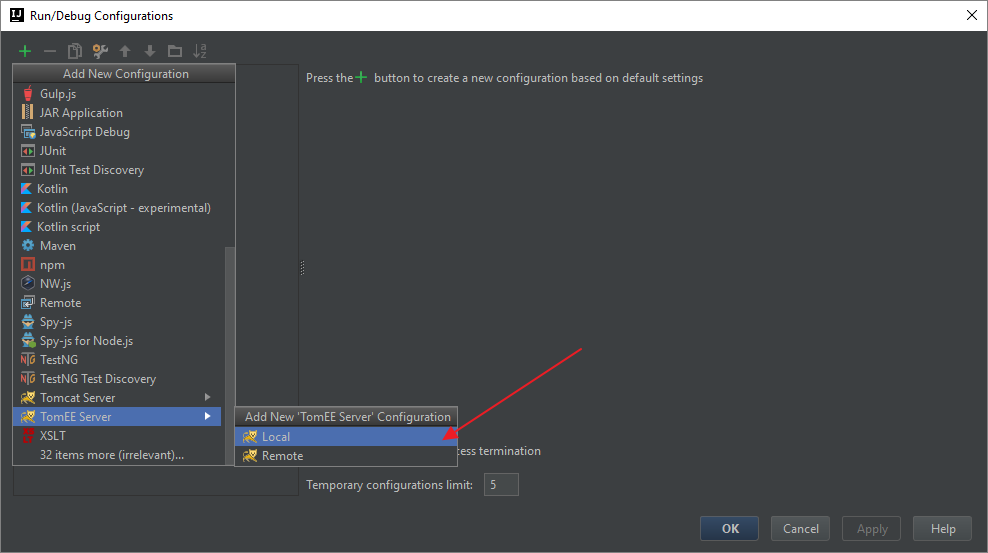 Run/Debug Configurations
Press the + button to create a new configuration based on default settings
Add New Configuration
Gulp.js
JAR Application
JavaScript Debug
JUnit
JUnit Test Discovery
Kotlin
Kotlin (JavaScript - experimental)
Kotlin script
Maven
npm
NW.js
Remote
Spy-js
Spy-js for Node.js
TestNG
TestNG Test Discovery
Tomcat Server
TomEE Server
XSLT
32 items more (irrelevant)...
Add New 'TomEE Server' Configuration
Local
Remote
cess termination
Temporary configurations limit: 5
OK Cancel Apply Help